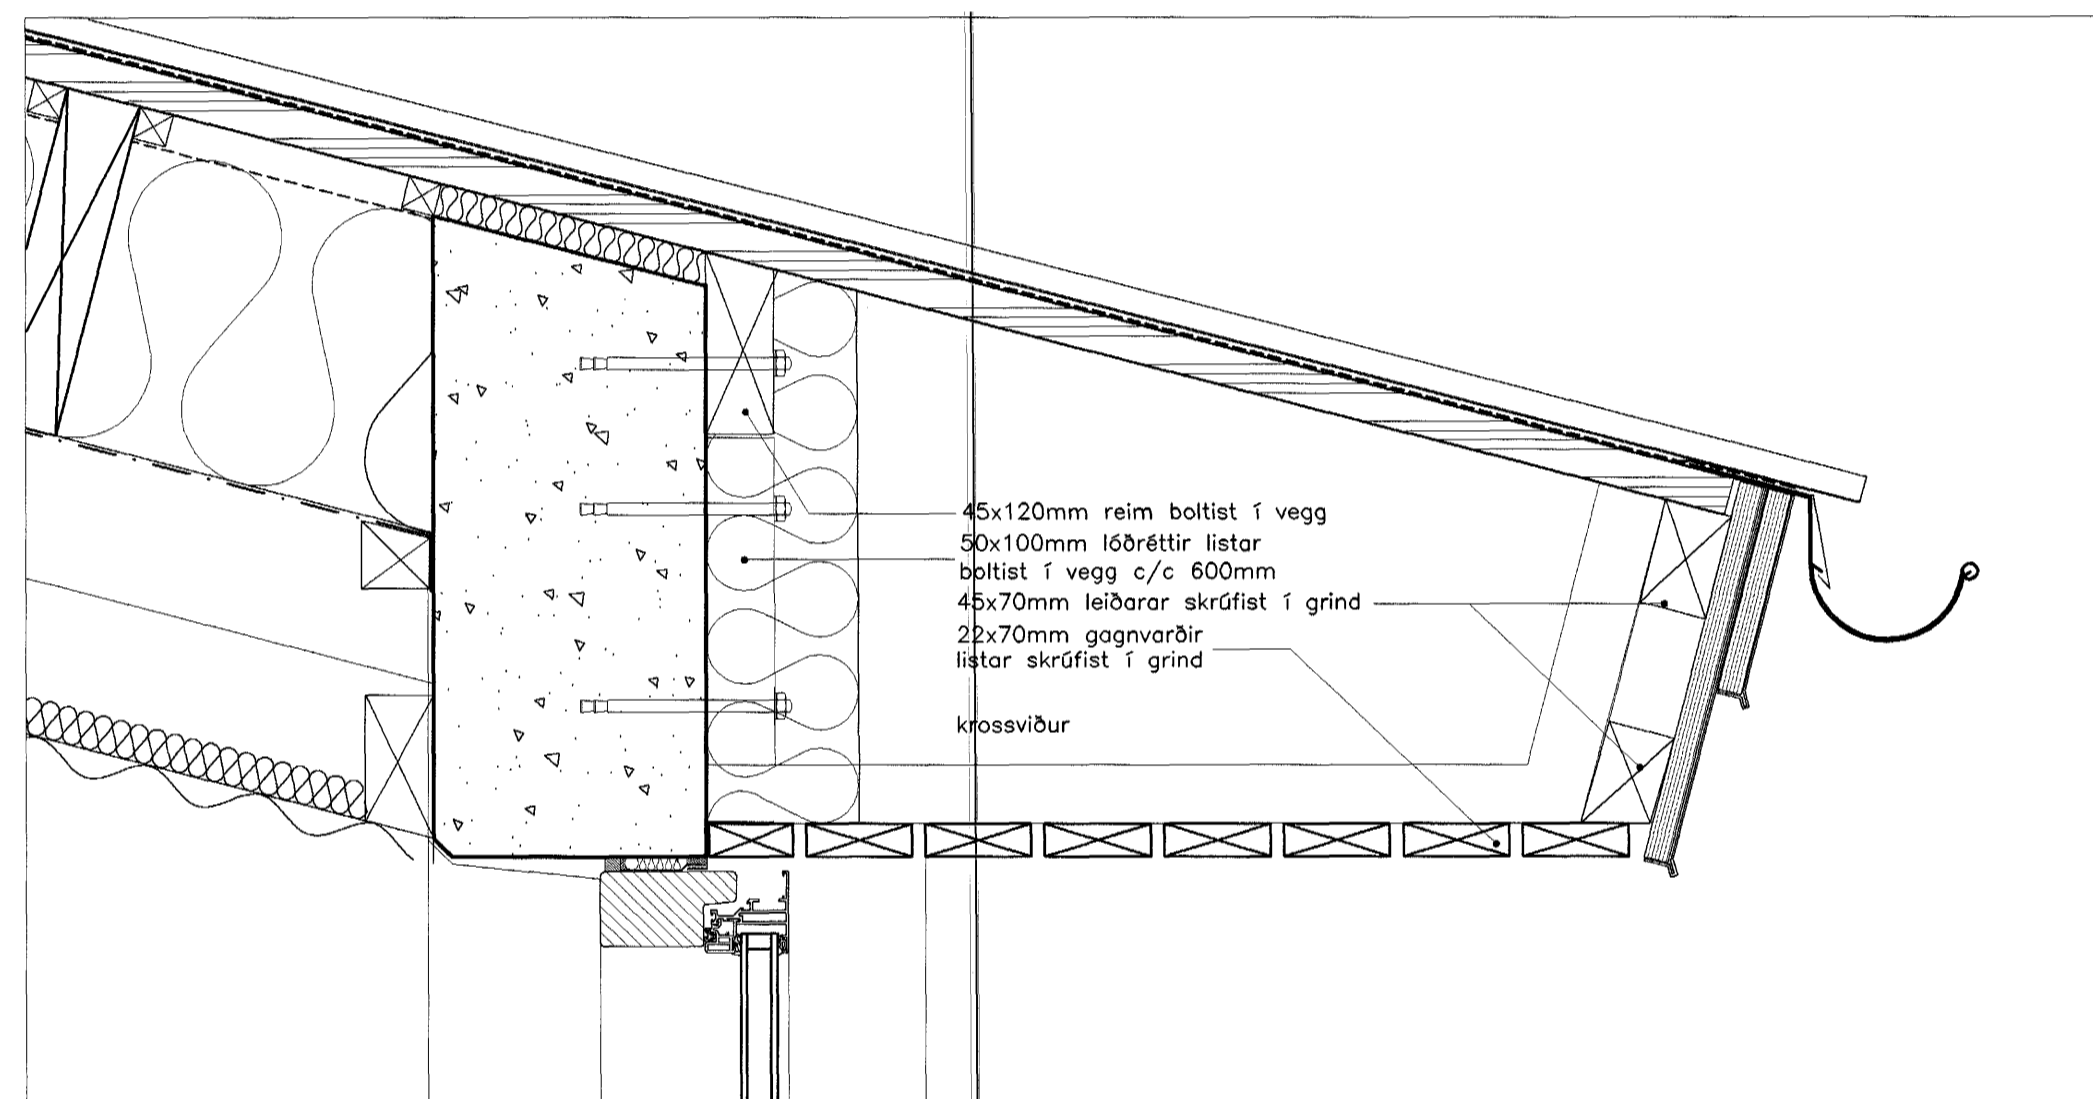 45x120mm reim boltist í vegg
50x100mm lóðréttir listar
boltist í vegg c/c 600mm
45x70mm leiðarar skrúfist í grind
22x70mm gagnvarðir
listar skrúfist í grind
krossviður